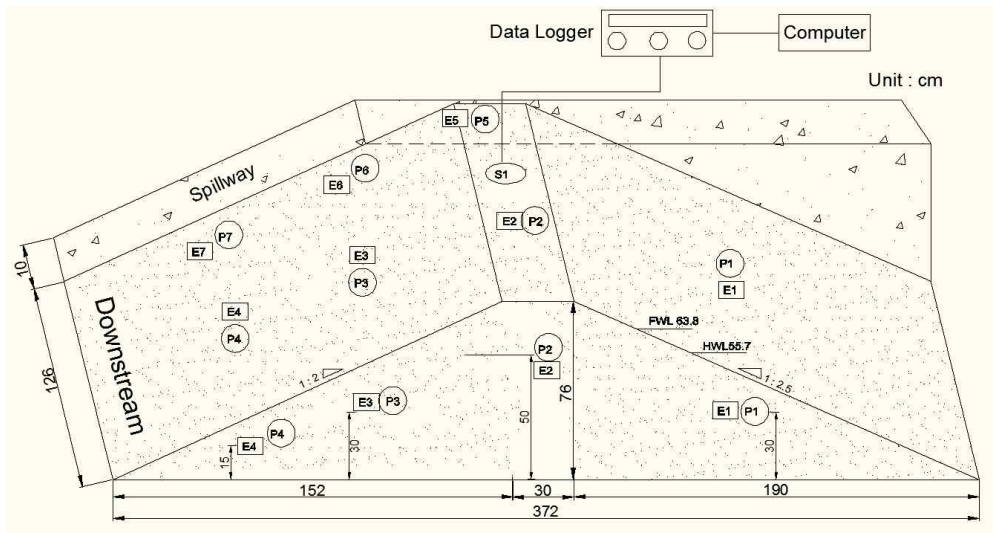 Data Logger
Computer
Unit : cm
E5 P5
P6
E6
S1
Spillway
E2 P2
P7
E7
E3
P3
P1
E1
10
E4
P4
FWL 63.8
HWL55.7
Downstream
126
1:2
P2
E2
1:2.5
76
E3 P3
50
E1 P1
P4
E4
15
30
30
152
30
190
372